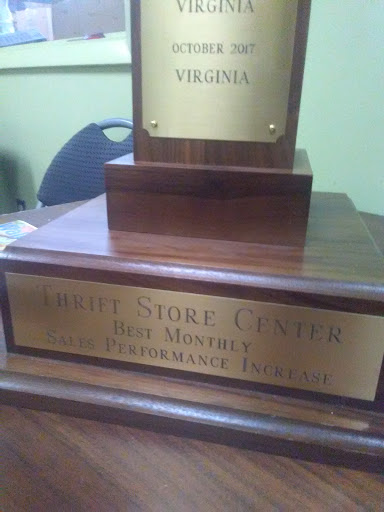 VIRGINIA
OCTOBER 2017
VIRGINIA
THRIFT STORE CENTER
BEST MONTHLY
SALES PERFORMANCE INCREASE